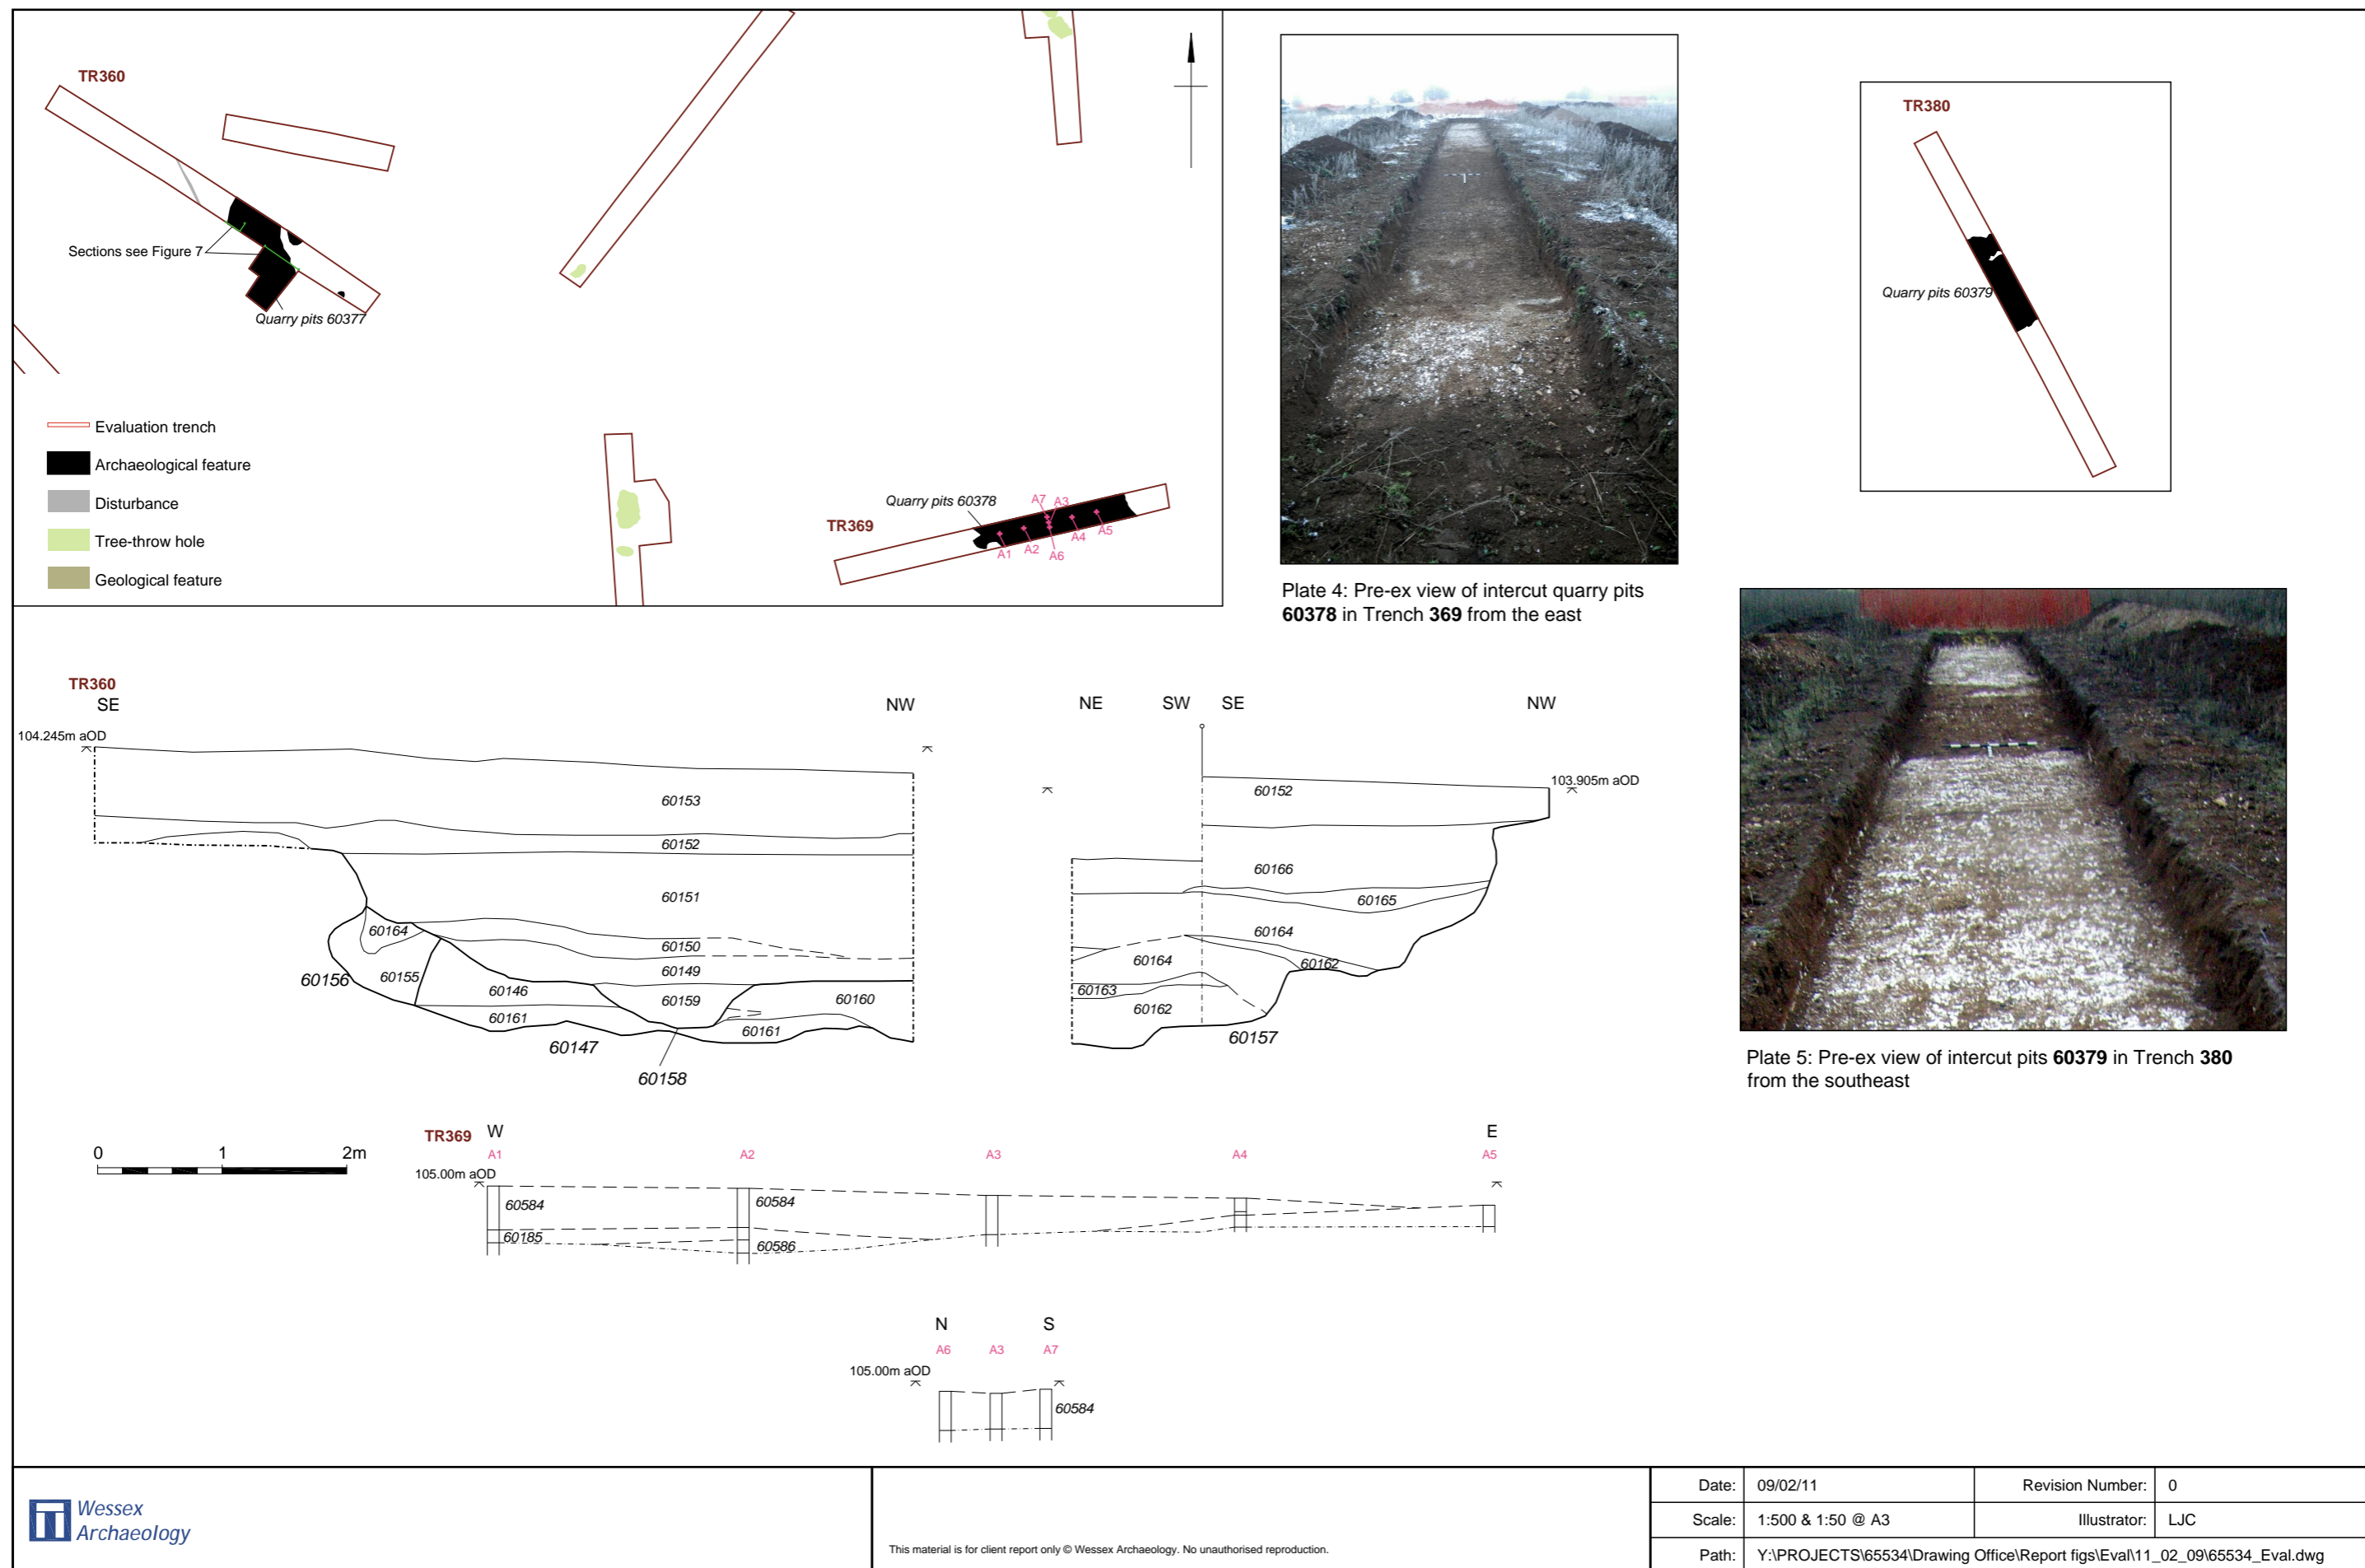 TR360
Sections see Figure 7
Quarry pits 60377
Evaluation trench
Archaeological feature
Disturbance
Tree-throw hole
Geological feature
Quarry pits 60378
TR369
A7
A3
A1
A2
A6
A4
A5
Plate 4: Pre-ex view of intercut quarry pits
60378 in Trench 369 from the east
TR380
Quarry pits 60379
Plate 5: Pre-ex view of intercut pits 60379 in Trench 380
from the southeast
TR360
SE
NW
104.245m aOD
60153
60152
60151
60164
60150
60149
60156
60155
60146
60159
60160
60161
60161
60147
60158
NE
SW
SE
NW
103.905m aOD
60152
60166
60165
60164
60164
60162
60163
60162
60157
0
1
2m
TR369
W
E
A1
A2
A3
A4
A5
105.00m aOD
60584
60584
60185
60586
N
S
A6
A3
A7
105.00m aOD
60584
Wessex
Archaeology
This material is for client report only © Wessex Archaeology. No unauthorised reproduction.
Date: 09/02/11 Revision Number: 0
Scale: 1:500 & 1:50 @ A3 Illustrator: LJC
Path: Y:\PROJECTS\65534\Drawing Office\Report figs\Eval\11_02_09\65534_Eval.dwg